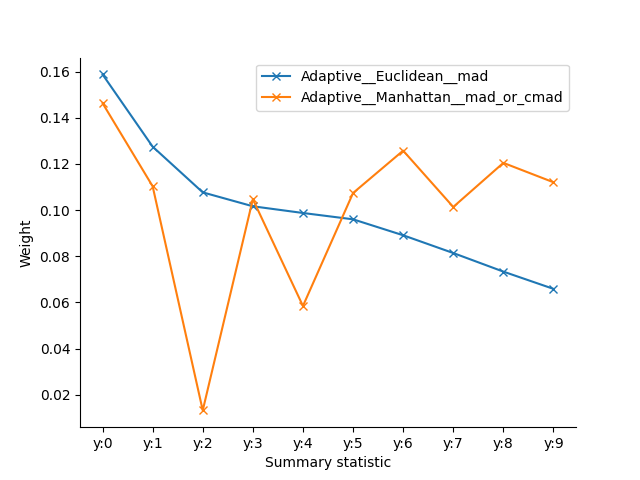 Adaptive__Euclidean__mad
Adaptive__Manhattan__mad_or_cmad
0.16
0.14
0.12
0.10
0.08
0.06
0.04
0.02
Weight
y:0 y:1 y:2 y:3 y:4 y:5 y:6 y:7 y:8 y:9
Summary statistic